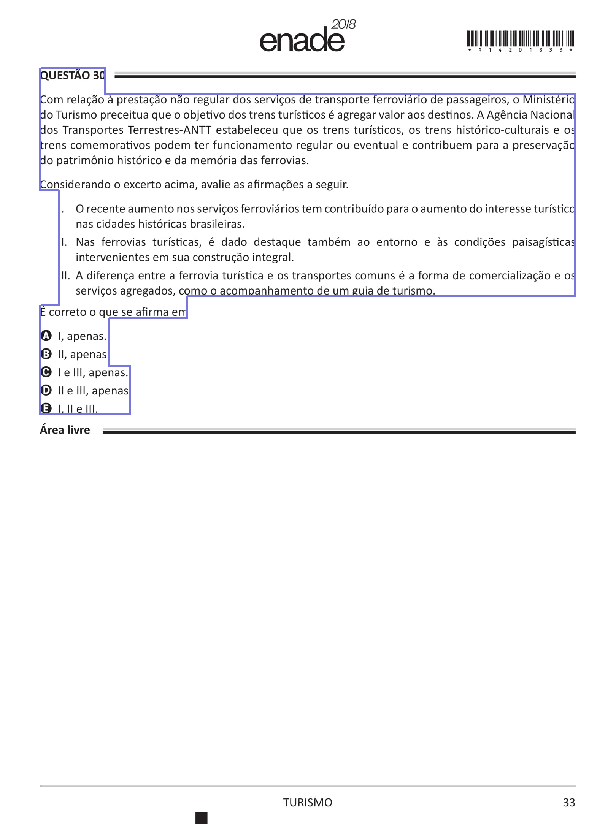 enade 2018
*R14201833*
QUESTÃO 30
Com relação à prestação não regular dos serviços de transporte ferroviário de passageiros, o Ministério
do Turismo preceitua que o objetivo dos trens turísticos é agregar valor aos destinos. A Agência Nacional
dos Transportes Terrestres-ANTT estabeleceu que os trens turísticos, os trens histórico-culturais e os
trens comemorativos podem ter funcionamento regular ou eventual e contribuem para a preservação
do patrimônio histórico e da memória das ferrovias.
Considerando o excerto acima, avalie as afirmações a seguir.
I. O recente aumento nos serviços ferroviários tem contribuído para o aumento do interesse turístico
nas cidades históricas brasileiras.
II. Nas ferrovias turísticas, é dado destaque também ao entorno e às condições paisagísticas
intervenientes em sua construção integral.
III. A diferença entre a ferrovia turística e os transportes comuns é a forma de comercialização e os
serviços agregados, como o acompanhamento de um guia de turismo.
É correto o que se afirma em
A I, apenas.
B II, apenas
C I e III, apenas.
D II e III, apenas
E I, II e III.
Área livre
TURISMO
33